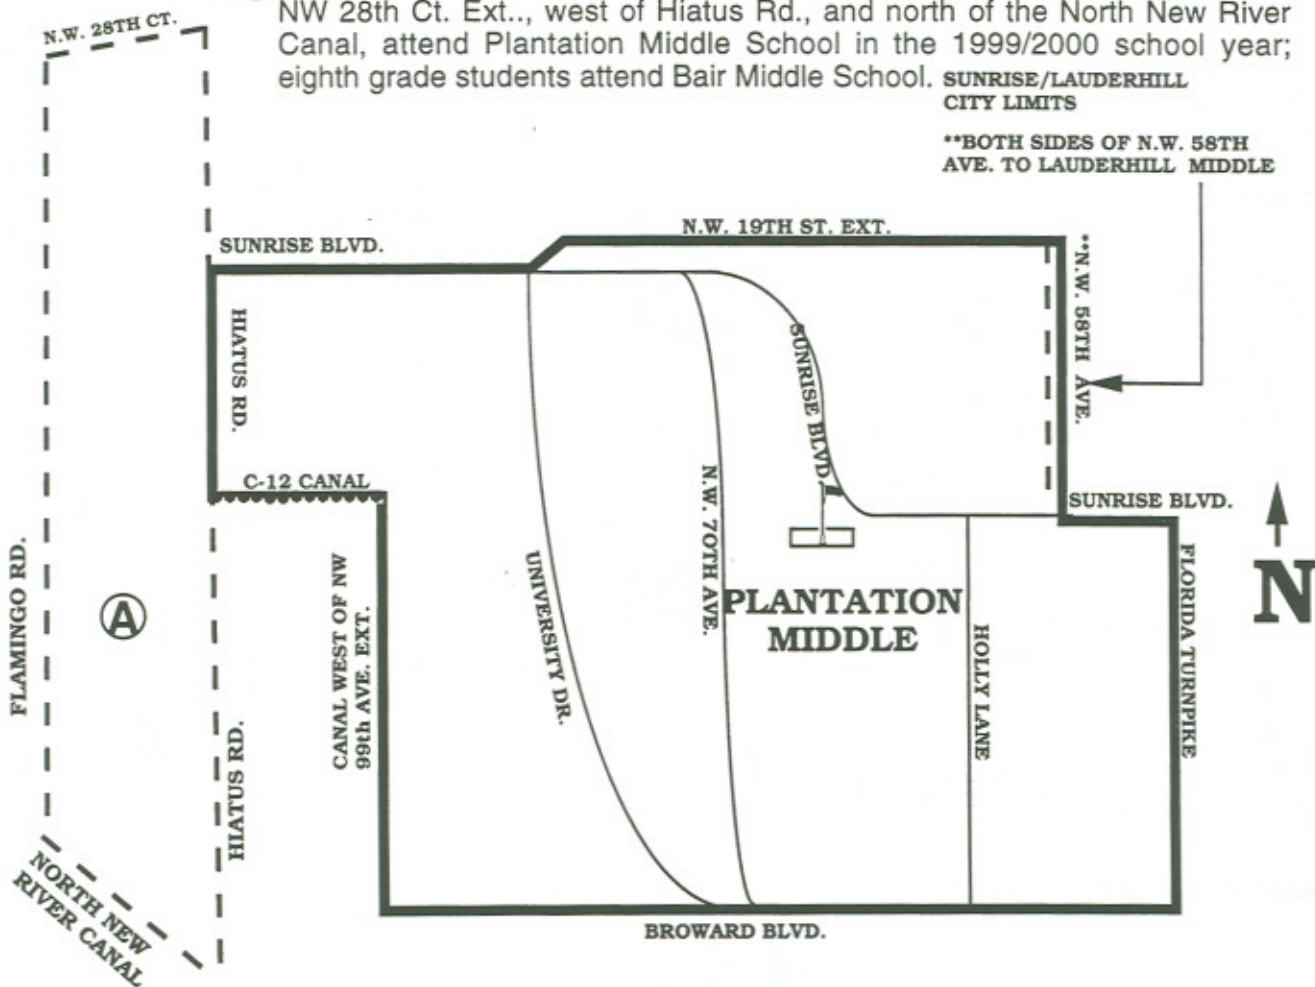 NW 28th Ct. Ext.., west of Hiatus Rd., and north of the North New River
Canal, attend Plantation Middle School in the 1999/2000 school year;
eighth grade students attend Bair Middle School.
SUNRISE/LAUDERHILL
CITY LIMITS
**BOTH SIDES OF N.W. 58TH
AVE. TO LAUDERHILL MIDDLE
N.W. 28TH CT.
N.W. 19TH ST. EXT.
SUNRISE BLVD.
**N.W. 58TH AVE.
HIATUS RD.
SUNRISE BLVD
C-12 CANAL
N.W. 70TH AVE.
SUNRISE BLVD.
FLAMINGO RD.
A
CANAL WEST OF NW
99th AVE. EXT.
UNIVERSITY DR.
PLANTATION
MIDDLE
HOLLY LANE
FLORIDA TURNPIKE
N
HIATUS RD.
NORTH NEW
RIVER CANAL
BROWARD BLVD.